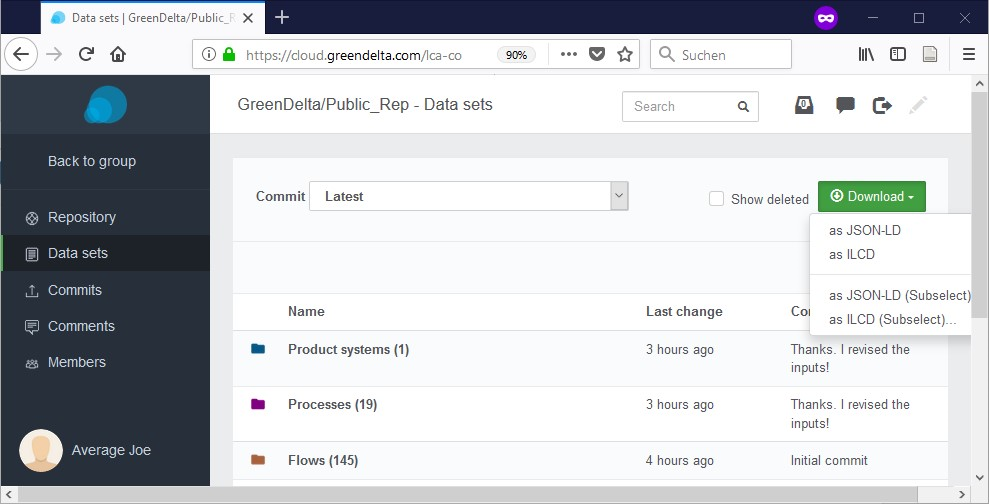 Data sets | GreenDelta/Public_R
https://cloud.greendelta.com/lca-co
90%
Suchen
GreenDelta/Public_Rep - Data sets
Search
0
Back to group
Commit
Latest
Show deleted
Download
as JSON-LD
as ILCD
as JSON-LD (Subselect)
as ILCD (Subselect)...
Repository
Data sets
Commits
Comments
Members
Average Joe
Name
Last change
Product systems (1)
3 hours ago
Thanks. I revised the
inputs!
Processes (19)
3 hours ago
Thanks. I revised the
inputs!
Flows (145)
4 hours ago
Initial commit